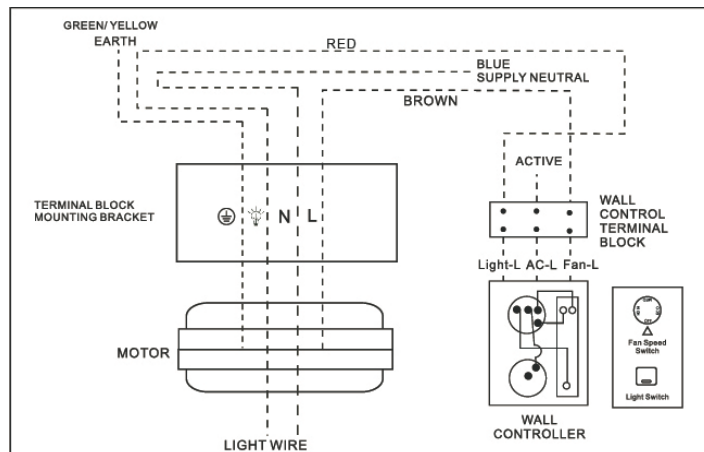 GREEN/ YELLOW
EARTH
RED
BLUE
SUPPLY NEUTRAL
BROWN
ACTIVE
TERMINAL BLOCK
MOUNTING BRACKET
N
L
WALL
CONTROL
TERMINAL
BLOCK
Light-L AC-L Fan-L
MOTOR
OFF
Fan Speed
Switch
Light Switch
WALL
CONTROLLER
LIGHT WIRE